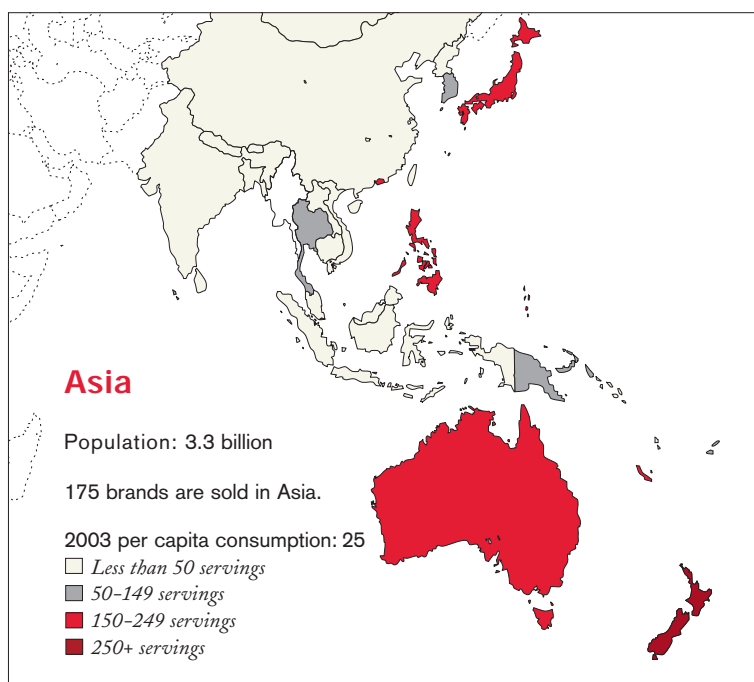 Asia
Population: 3.3 billion
175 brands are sold in Asia.
2003 per capita consumption: 25
Less than 50 servings
50–149 servings
150–249 servings
250+ servings